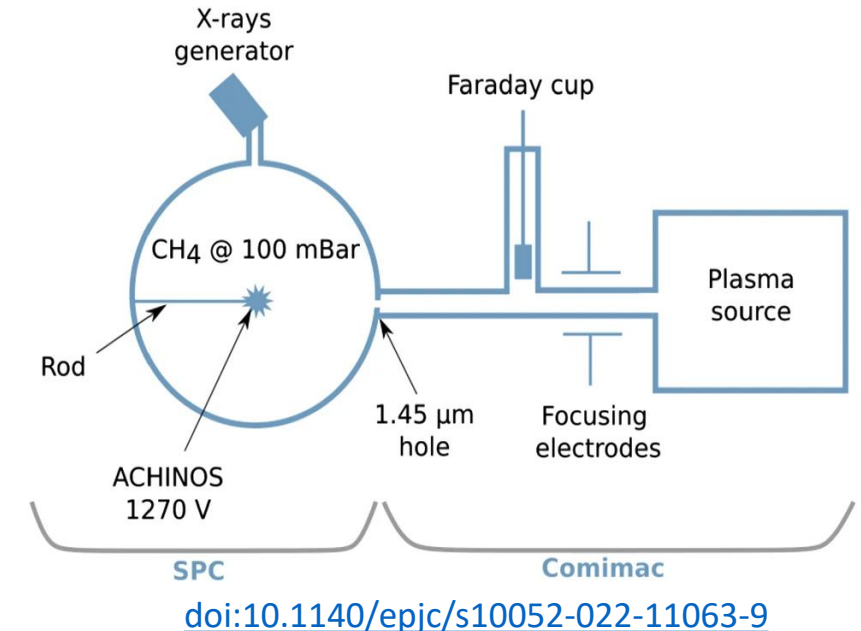 X-rays
generator
Faraday cup
CH4 @ 100 mBar
Plasma
source
Rod
1.45 µm
hole
Focusing
electrodes
ACHINOS
1270 V
SPC
Comimac
doi:10.1140/epjc/s10052-022-11063-9